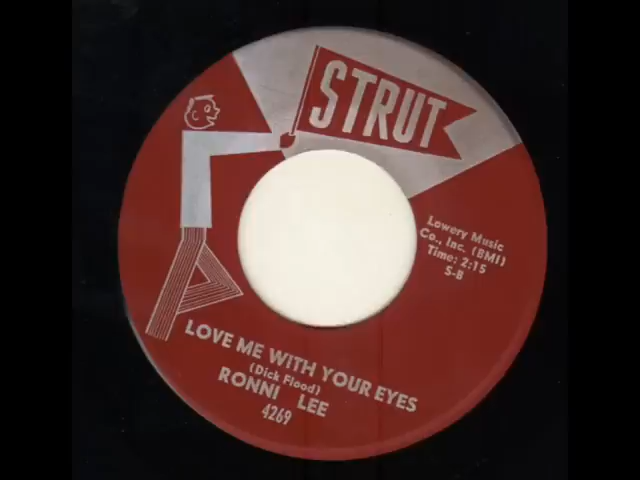 STRUT
Lowery Music
Co., Inc. (BMI)
Time: 2:15
S-B
LOVE ME WITH YOUR EYES
(Dick Flood)
RONNI LEE
4269